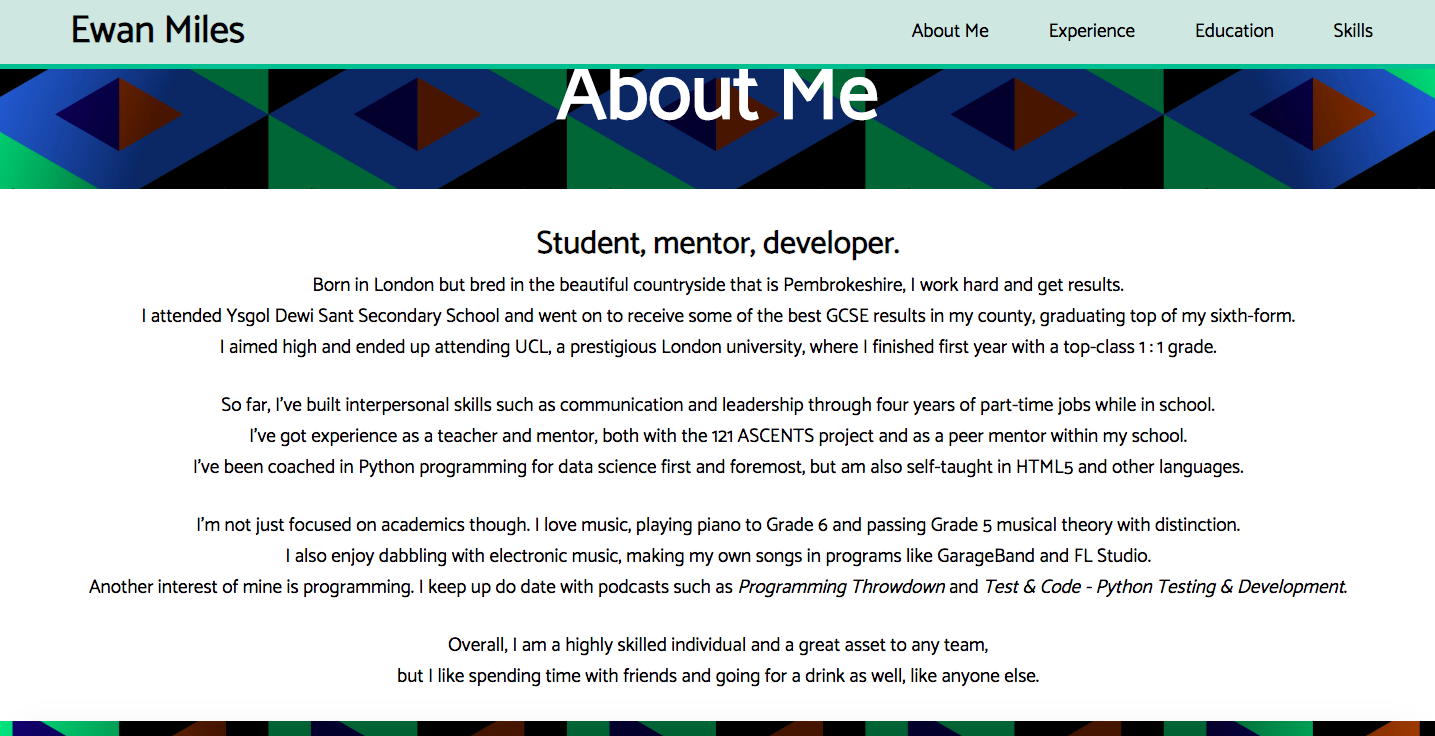 Ewan Miles
About Me
Experience
Education
Skills
About Me
Student, mentor, developer.
Born in London but bred in the beautiful countryside that is Pembrokeshire, I work hard and get results.
I attended Ysgol Dewi Sant Secondary School and went on to receive some of the best GCSE results in my county, graduating top of my sixth-form.
I aimed high and ended up attending UCL, a prestigious London university, where I finished first year with a top-class 1 : 1 grade.
So far, I've built interpersonal skills such as communication and leadership through four years of part-time jobs while in school.
I've got experience as a teacher and mentor, both with the 121 ASCENTS project and as a peer mentor within my school.
I've been coached in Python programming for data science first and foremost, but am also self-taught in HTML5 and other languages.
I'm not just focused on academics though. I love music, playing piano to Grade 6 and passing Grade 5 musical theory with distinction.
I also enjoy dabbling with electronic music, making my own songs in programs like GarageBand and FL Studio.
Another interest of mine is programming. I keep up do date with podcasts such as Programming Throwdown and Test & Code - Python Testing & Development.
Overall, I am a highly skilled individual and a great asset to any team,
but I like spending time with friends and going for a drink as well, like anyone else.